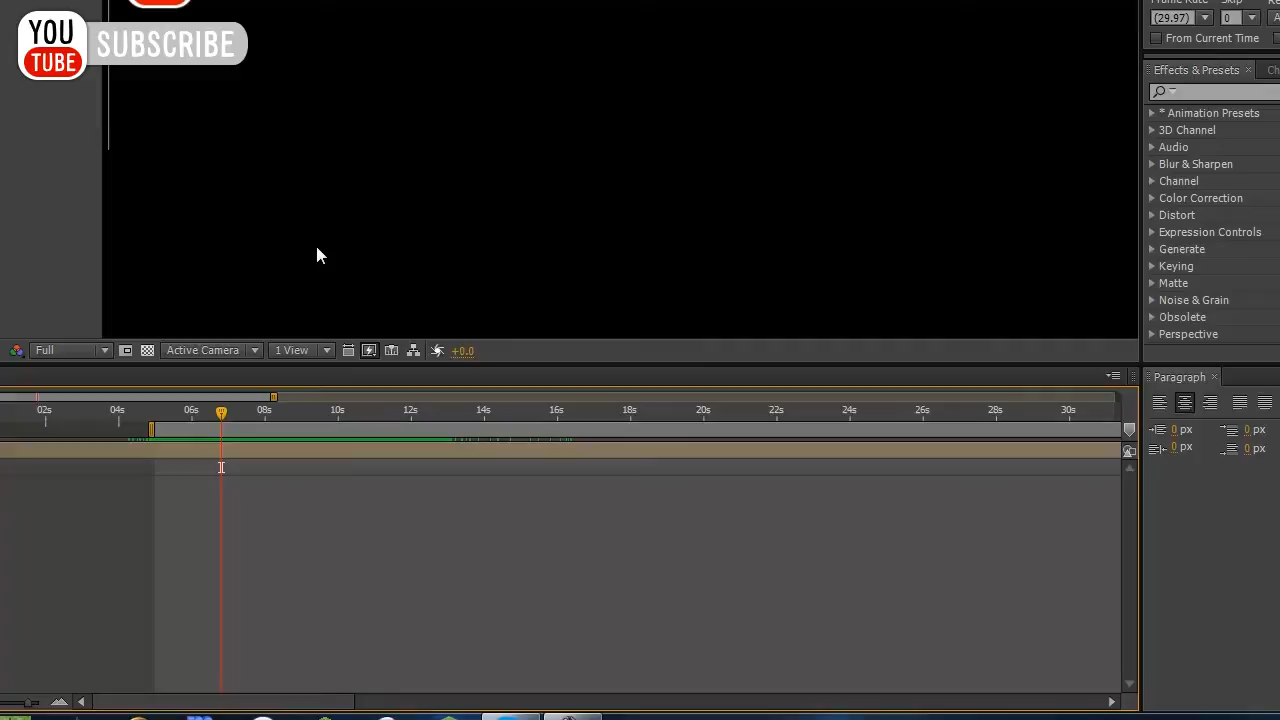 YOU
TUBE
SUBSCRIBE
(29.97)
0
From Current Time
Effects & Presets
* Animation Presets
3D Channel
Audio
Blur & Sharpen
Channel
Color Correction
Distort
Expression Controls
Generate
Keying
Matte
Noise & Grain
Obsolete
Perspective
Full
Active Camera
1 View
+0.0
Paragraph
0 px
0 px
0 px
0 px
02s 04s 06s 08s 10s 12s 14s 16s 18s 20s 22s 24s 26s 28s 30s